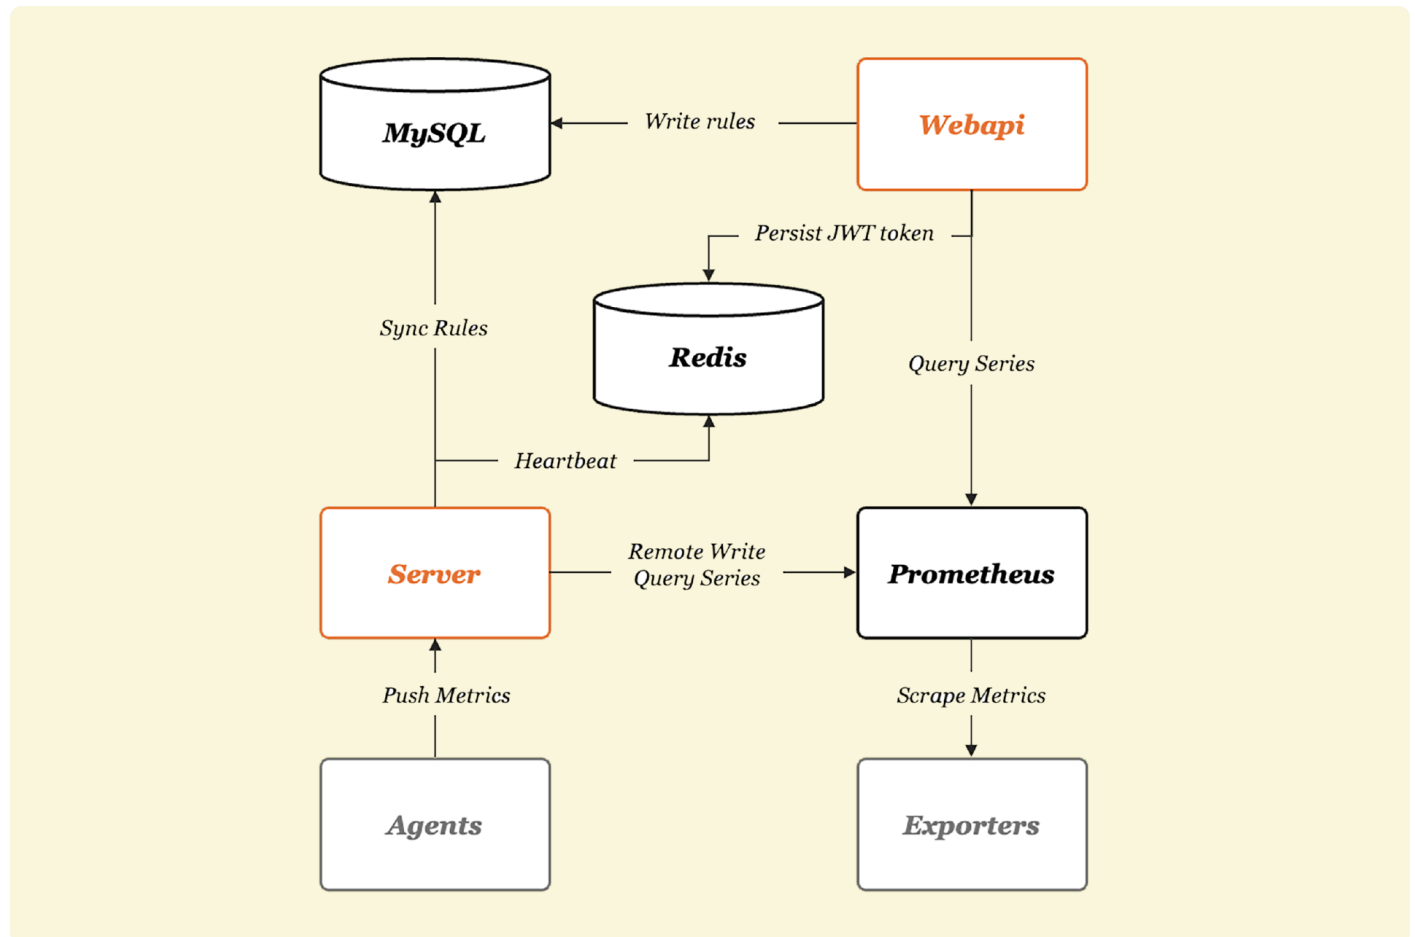 MySQL
Write rules
Webapi
Persist JWT token
Sync Rules
Redis
Query Series
Heartbeat
Server
Remote Write
Query Series
Prometheus
Push Metrics
Scrape Metrics
Agents
Exporters